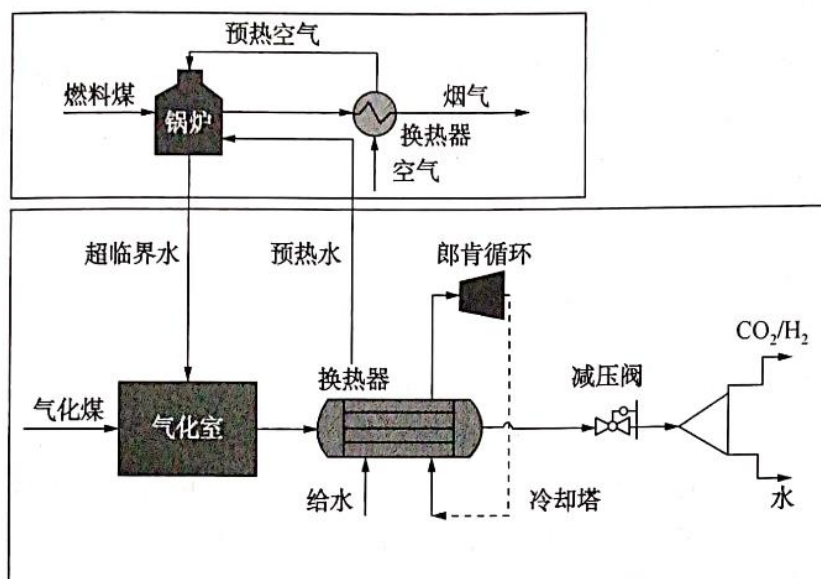 预热空气
燃料煤
锅炉
烟气
换热器
空气
超临界水
预热水
郎肯循环
CO₂/H₂
换热器
减压阀
气化煤
气化室
给水
冷却塔
水